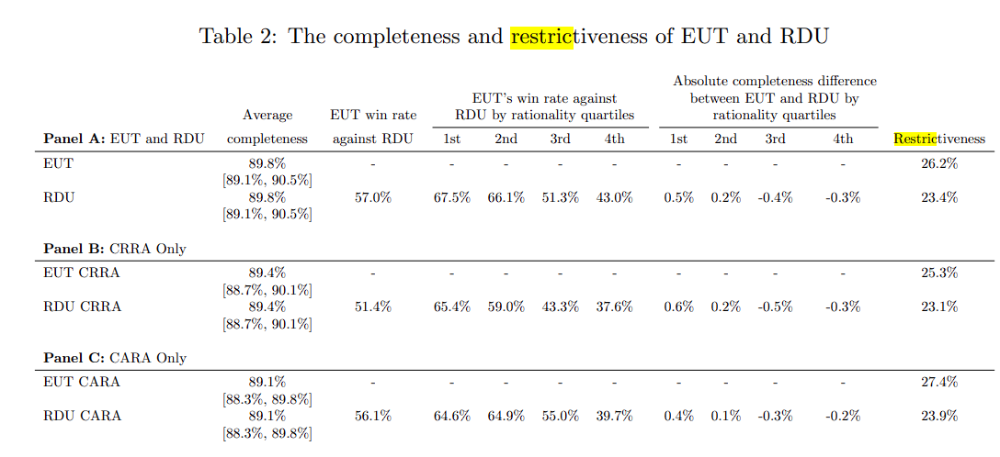 Table 2: The completeness and restrictiveness of EUT and RDU
Absolute completeness difference
EUT's win rate against between EUT and RDU by
Average EUT win rate RDU by rationality quartiles rationality quartiles
Panel A: EUT and RDU completeness against RDU 1st 2nd 3rd 4th 1st 2nd 3rd 4th Restrictiveness
EUT 89.8% - - - - - - - - - 26.2%
[89.1%, 90.5%]
RDU 89.8% 57.0% 67.5% 66.1% 51.3% 43.0% 0.5% 0.2% -0.4% -0.3% 23.4%
[89.1%, 90.5%]
Panel B: CRRA Only
EUT CRRA 89.4% - - - - - - - - - 25.3%
[88.7%, 90.1%]
RDU CRRA 89.4% 51.4% 65.4% 59.0% 43.3% 37.6% 0.6% 0.2% -0.5% -0.3% 23.1%
[88.7%, 90.1%]
Panel C: CARA Only
EUT CARA 89.1% - - - - - - - - - 27.4%
[88.3%, 89.8%]
RDU CARA 89.1% 56.1% 64.6% 64.9% 55.0% 39.7% 0.4% 0.1% -0.3% -0.2% 23.9%
[88.3%, 89.8%]